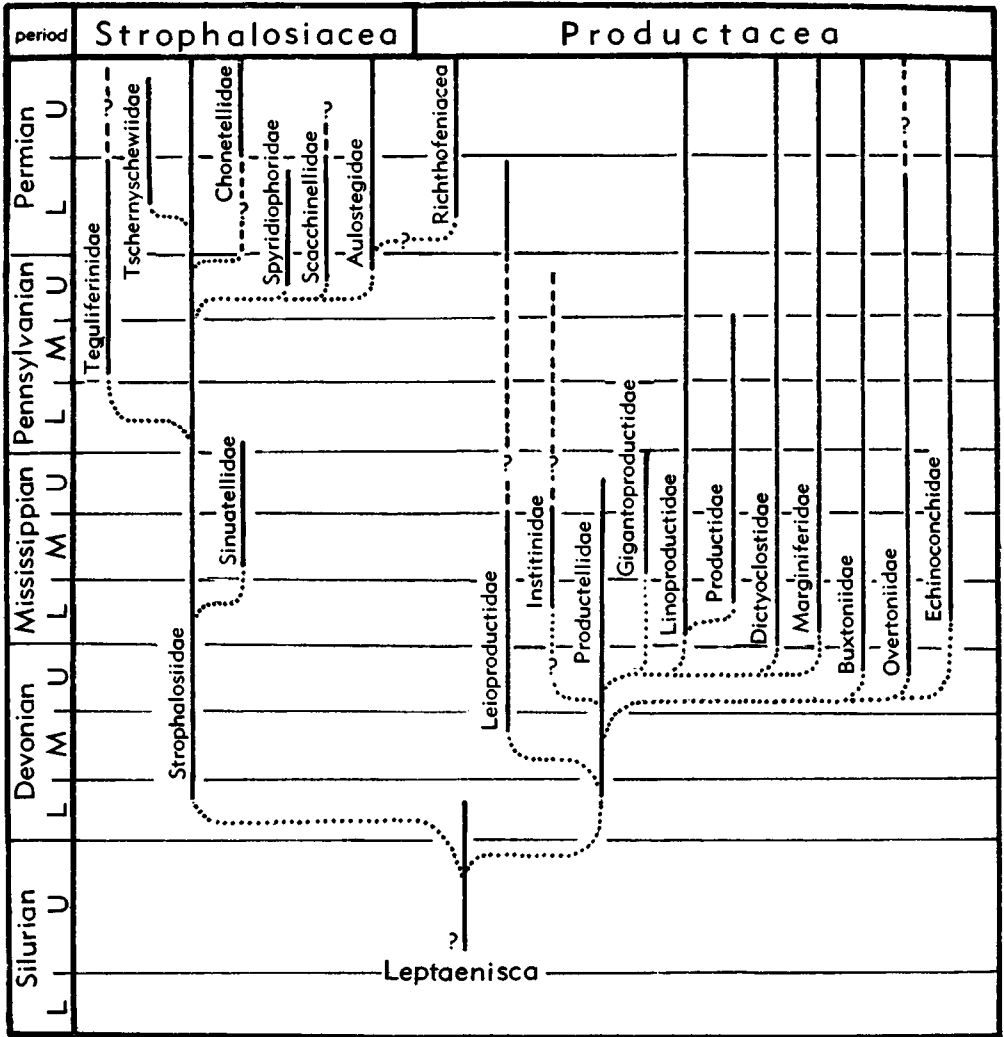 period
Strophalosiacea
Productacea
Permian
U
L
Pennsylvanian
U
M
L
Mississippian
U
M
L
Devonian
U
M
L
Silurian
U
L
Teguliferinidae
?
Tschernyschewiidae
Strophalosiidae
Chonetellidae
?
Sinuatellidae
Spyridiophoridae
Scacchinellidae
?
Aulostegidae
?
Richthofeniacea
Leioproductidae
?
Institinidae
?
?
Productellidae
Gigantoproductidae
Linoproductidae
Productidae
Dictyoclostidae
Marginiferidae
Buxtoniidae
Overtoniidae
?
Echinoconchidae
?
Leptaenisca